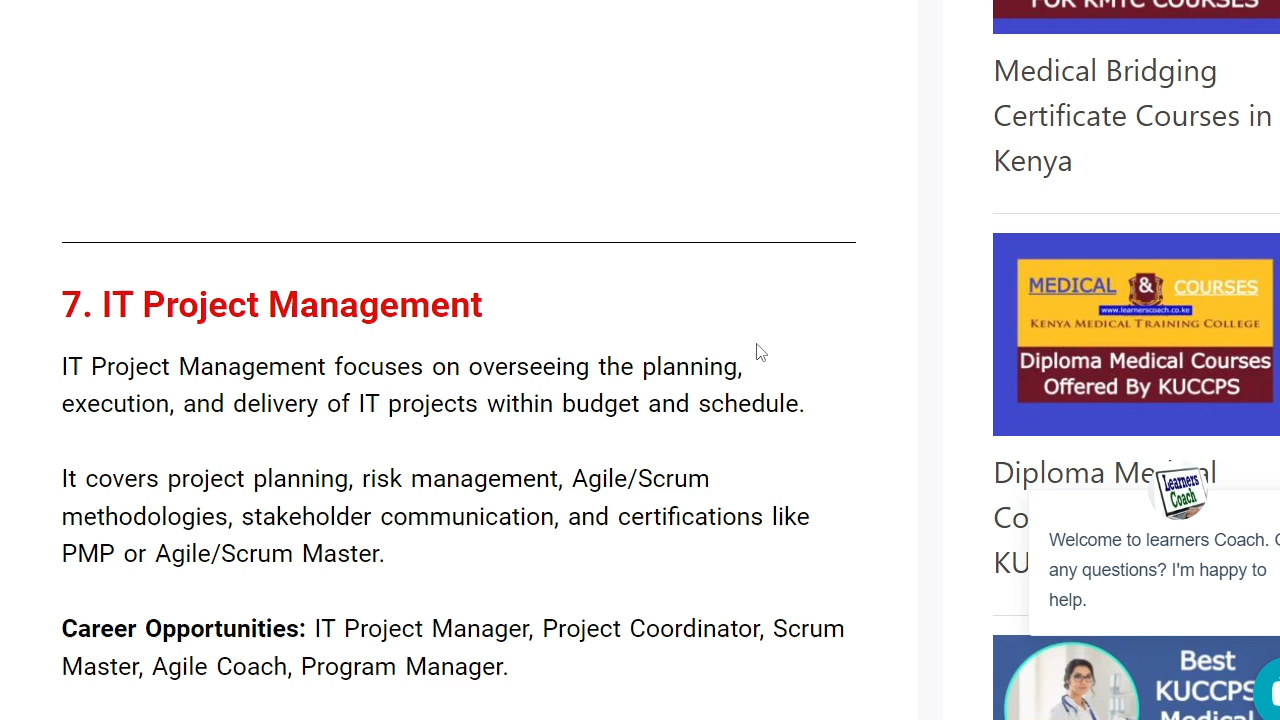 7. IT Project Management
IT Project Management focuses on overseeing the planning,
execution, and delivery of IT projects within budget and schedule.
It covers project planning, risk management, Agile/Scrum
methodologies, stakeholder communication, and certifications like
PMP or Agile/Scrum Master.
Career Opportunities: IT Project Manager, Project Coordinator, Scrum
Master, Agile Coach, Program Manager.
FOR KMTC COURSES
Medical Bridging
Certificate Courses in
Kenya
MEDICAL & COURSES
www.learnerscoach.co.ke
KENYA MEDICAL TRAINING COLLEGE
Diploma Medical Courses
Offered By KUCCPS
Diploma
Learners
Coach
Welcome to learners Coach.
any questions? I'm happy to
help.
Best
KUCCPS
Medical